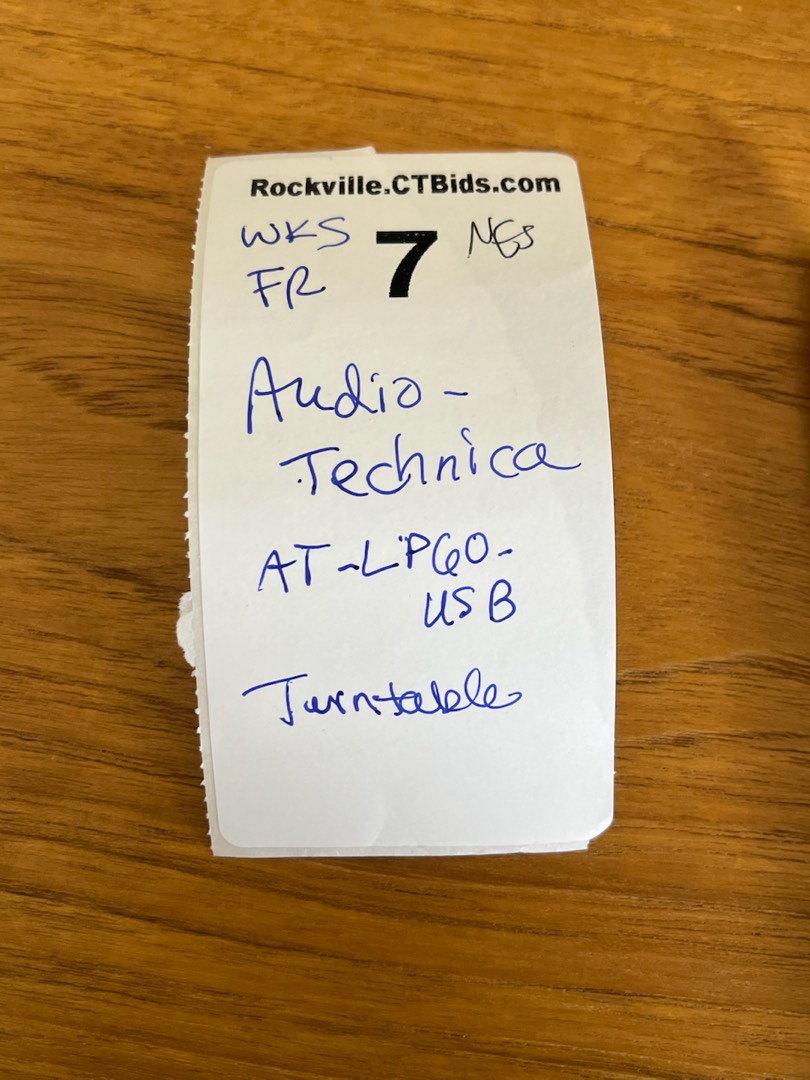 Rockville.CTBids.com
WKS 7
FR
Audio-
Technica
AT-LP60-
USB
Turntable